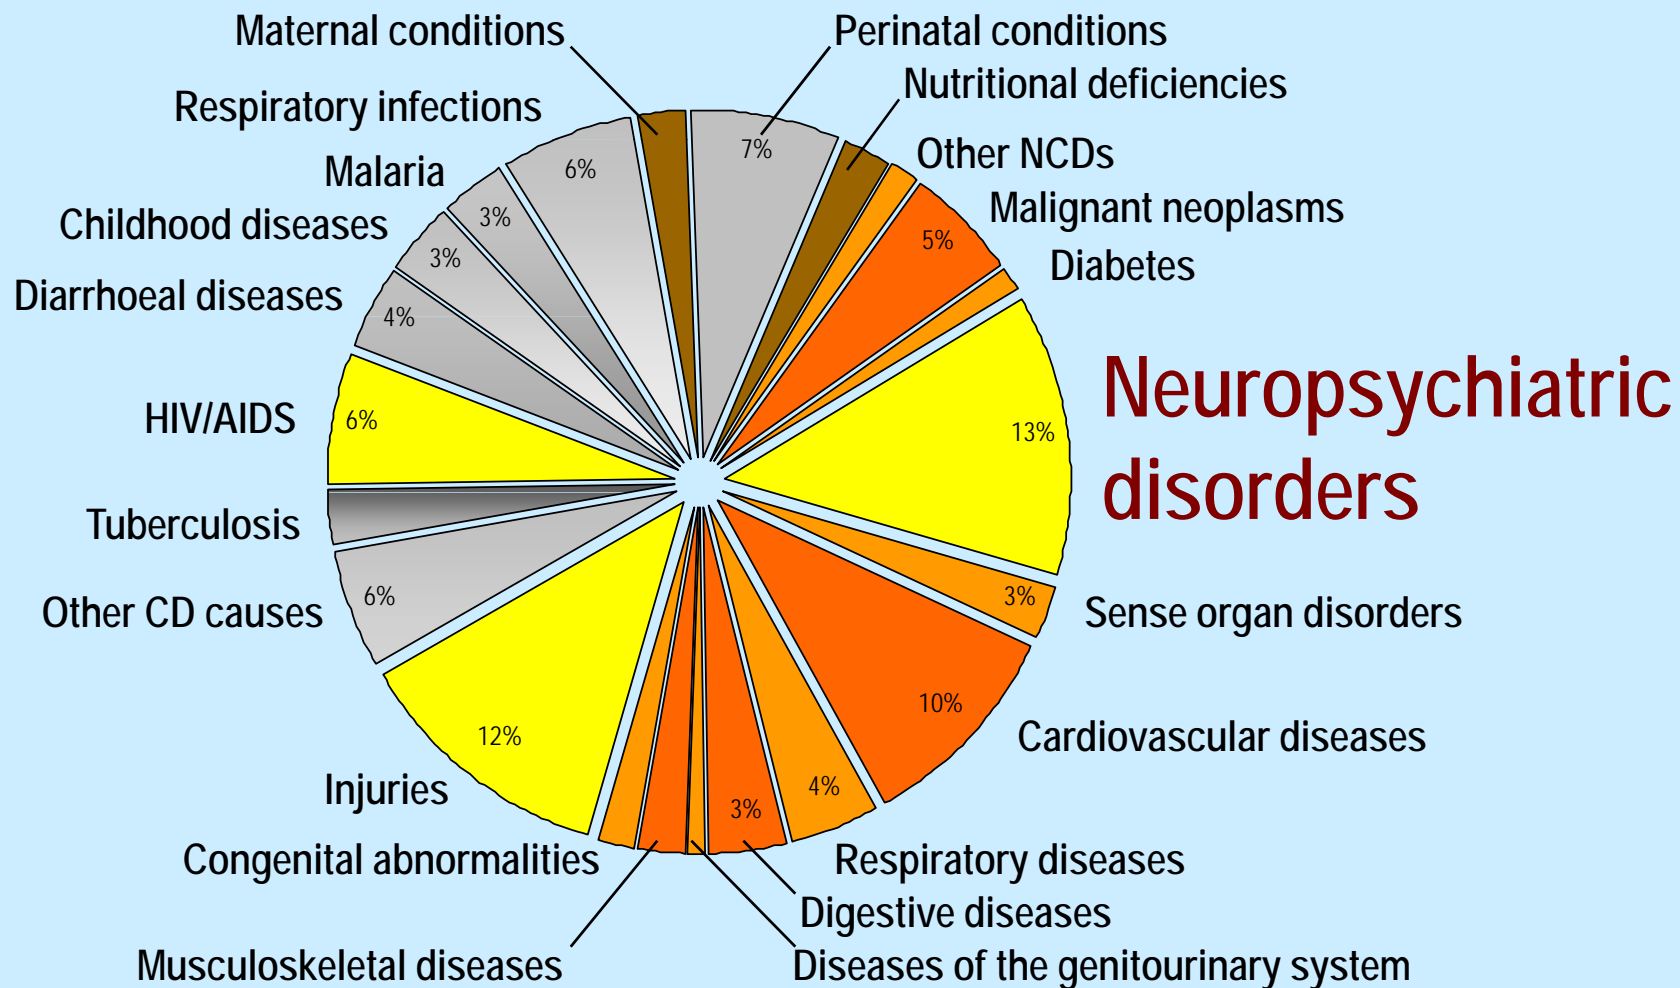 Maternal conditions
Perinatal conditions
Nutritional deficiencies
Respiratory infections
7%
Other NCDs
6%
Malaria
Malignant neoplasms
3%
Childhood diseases
5%
3%
Diabetes
Diarrhoeal diseases
4%
Neuropsychiatric
disorders
HIV/AIDS
6%
13%
Tuberculosis
Other CD causes
6%
3%
Sense organ disorders
10%
Cardiovascular diseases
12%
Injuries
4%
3%
Congenital abnormalities
Respiratory diseases
Digestive diseases
Musculoskeletal diseases
Diseases of the genitourinary system